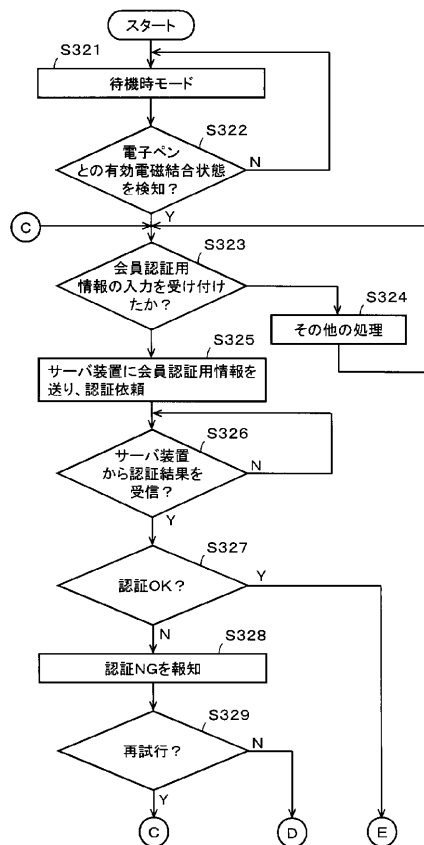 スタート
S321
待機時モード
S322
電子ペン
との有効電磁結合状態
を検知？
N
Y
C
S323
会員認証用
情報の入力を受け付け
たか？
S324
その他の処理
S325
サーバ装置に会員認証用情報を
送り、認証依頼
S326
サーバ装置
から認証結果を
受信？
N
Y
S327
認証OK？
Y
N
S328
認証NGを報知
S329
再試行？
N
Y
C
D
E